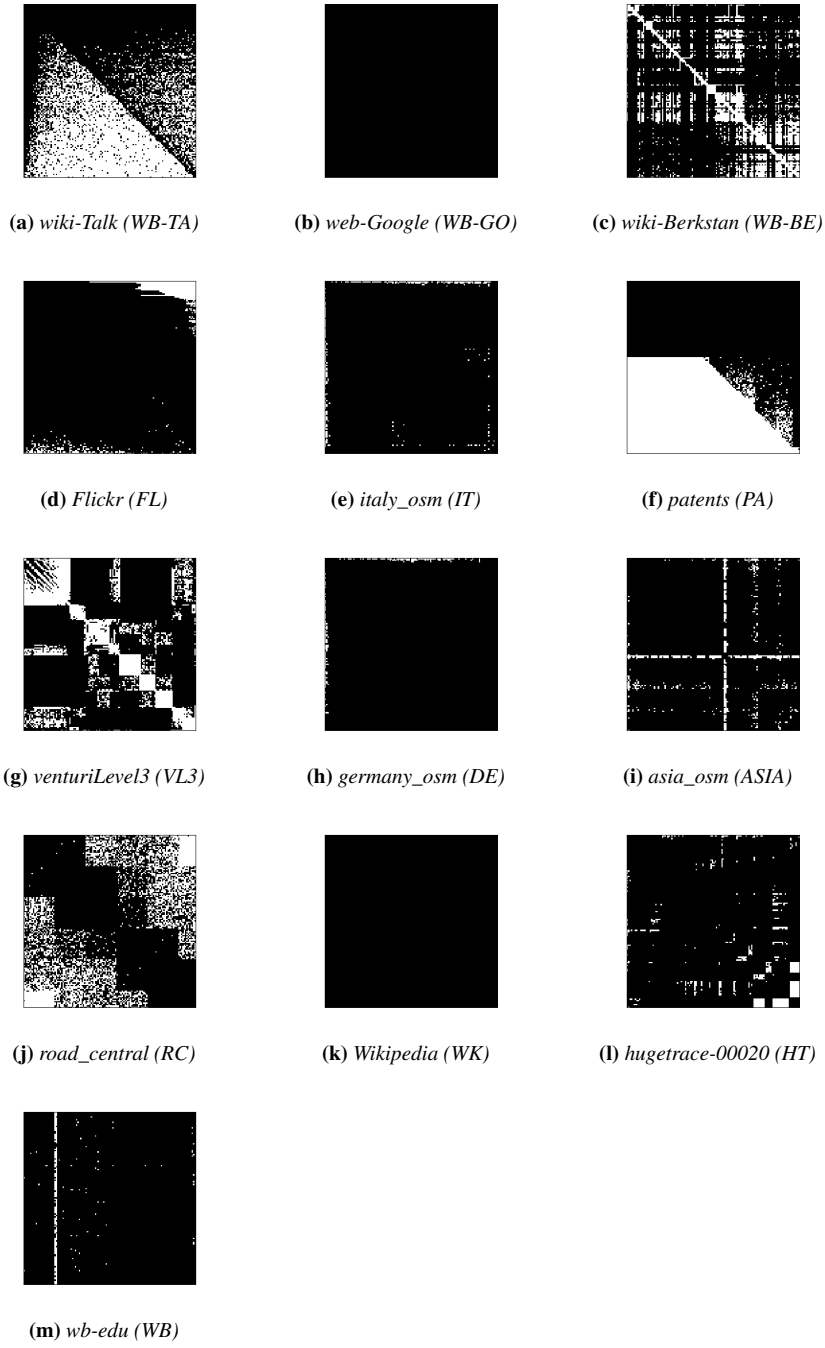 (a) wiki-Talk (WB-TA)
(b) web-Google (WB-GO)
(c) wiki-Berkstan (WB-BE)
(d) Flickr (FL)
(e) italy_osm (IT)
(f) patents (PA)
(g) venturiLevel3 (VL3)
(h) germany_osm (DE)
(i) asia_osm (ASIA)
(j) road_central (RC)
(k) Wikipedia (WK)
(l) hugetrace-00020 (HT)
(m) wb-edu (WB)